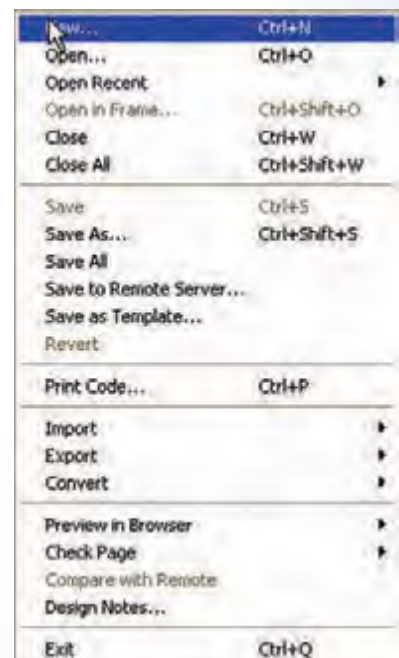 New... Ctrl+N
Open... Ctrl+O
Open Recent
Open in Frame... Ctrl+Shift+O
Close Ctrl+W
Close All Ctrl+Shift+W
Save Ctrl+S
Save As... Ctrl+Shift+S
Save All
Save to Remote Server...
Save as Template...
Revert
Print Code... Ctrl+P
Import
Export
Convert
Preview in Browser
Check Page
Compare with Remote
Design Notes...
Exit Ctrl+Q